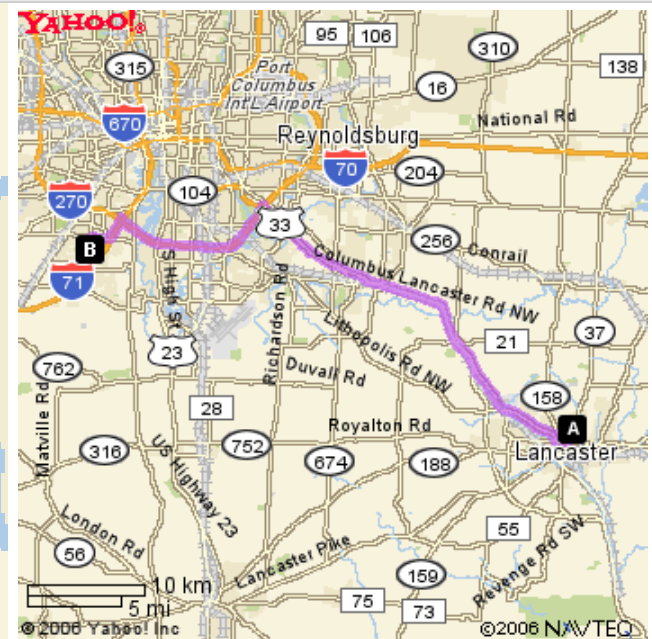 YAHOO!®
95
106
310
315
138
Port
Columbus
Int'L Airport
16
670
National Rd
Reynoldsburg
70
204
104
270
33
256
Conrail
B
71
S High St
Columbus Lancaster Rd NW
Richardson Rd
Lithopolis Rd NW
21
37
23
762
Duvall Rd
158
Matville Rd
28
Royalton Rd
A
Lancaster
316
752
674
188
US Highway 23
London Rd
56
55
Revenge Rd SW
Lancaster Pike
159
10 km
5 mi
75
73
© 2006 Yahoo! Inc
©2006 NAVTEQ